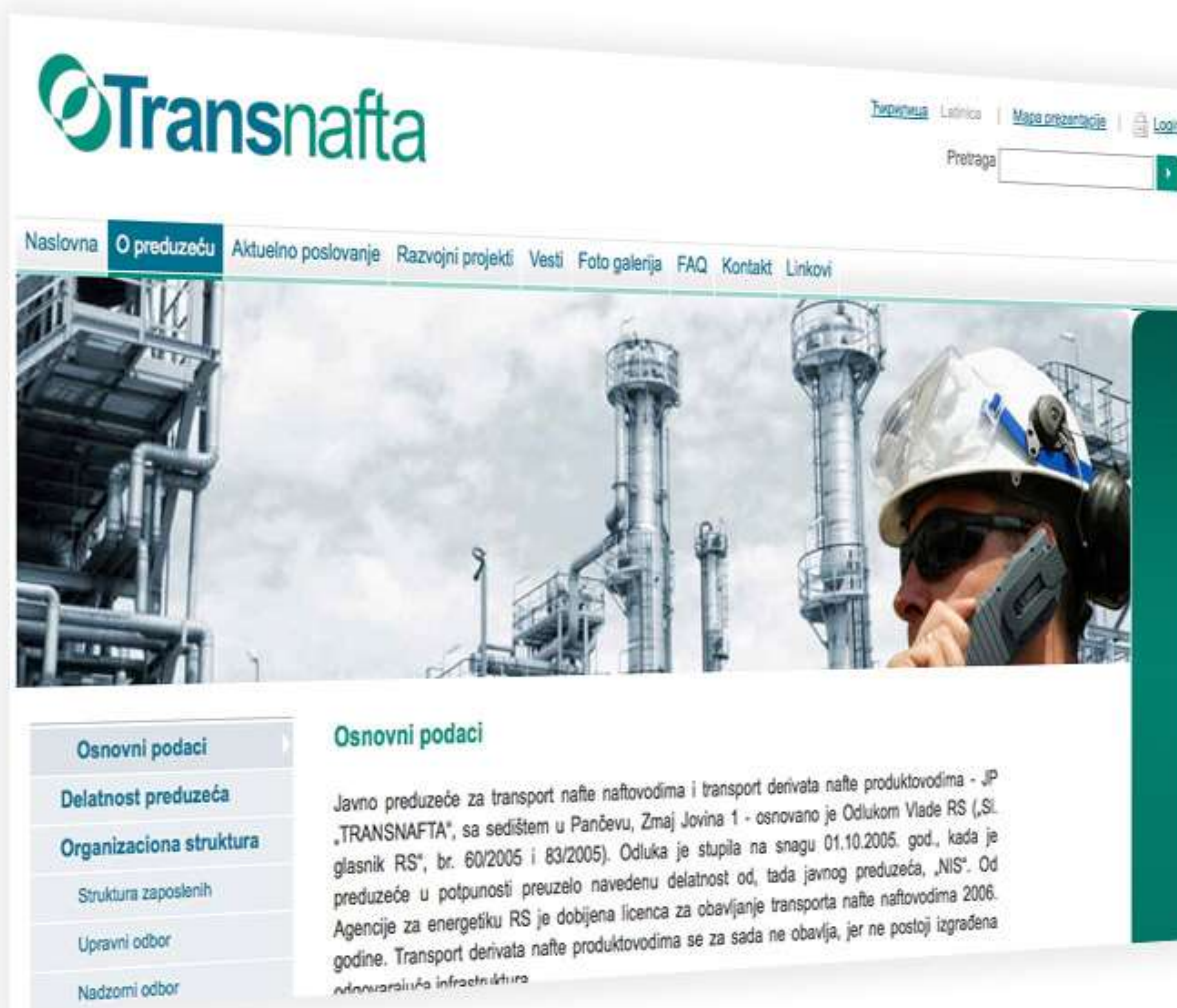 Transnafta
Ћирилица Latinica | Mapa prezentacije | Login
Pretraga
Naslovna O preduzeću Aktuelno poslovanje Razvojni projekti Vesti Foto galerija FAQ Kontakt Linkovi
Osnovni podaci
Delatnost preduzeća
Organizaciona struktura
Struktura zaposlenih
Upravni odbor
Nadzorni odbor
Osnovni podaci
Javno preduzeće za transport nafte naftovodima i transport derivata nafte produktovodima - JP
„TRANSNAFTA“, sa sedištem u Pančevu, Zmaj Jovina 1 - osnovano je Odlukom Vlade RS („Sl.
glasnik RS“, br. 60/2005 i 83/2005). Odluka je stupila na snagu 01.10.2005. god., kada je
preduzeće u potpunosti preuzelo navedenu delatnost od, tada javnog preduzeća, „NIS“. Od
Agencije za energetiku RS je dobijena licenca za obavljanje transporta nafte naftovodima 2006.
godine. Transport derivata nafte produktovodima se za sada ne obavlja, jer ne postoji izgrađena
odgovarajuća infrastruktura